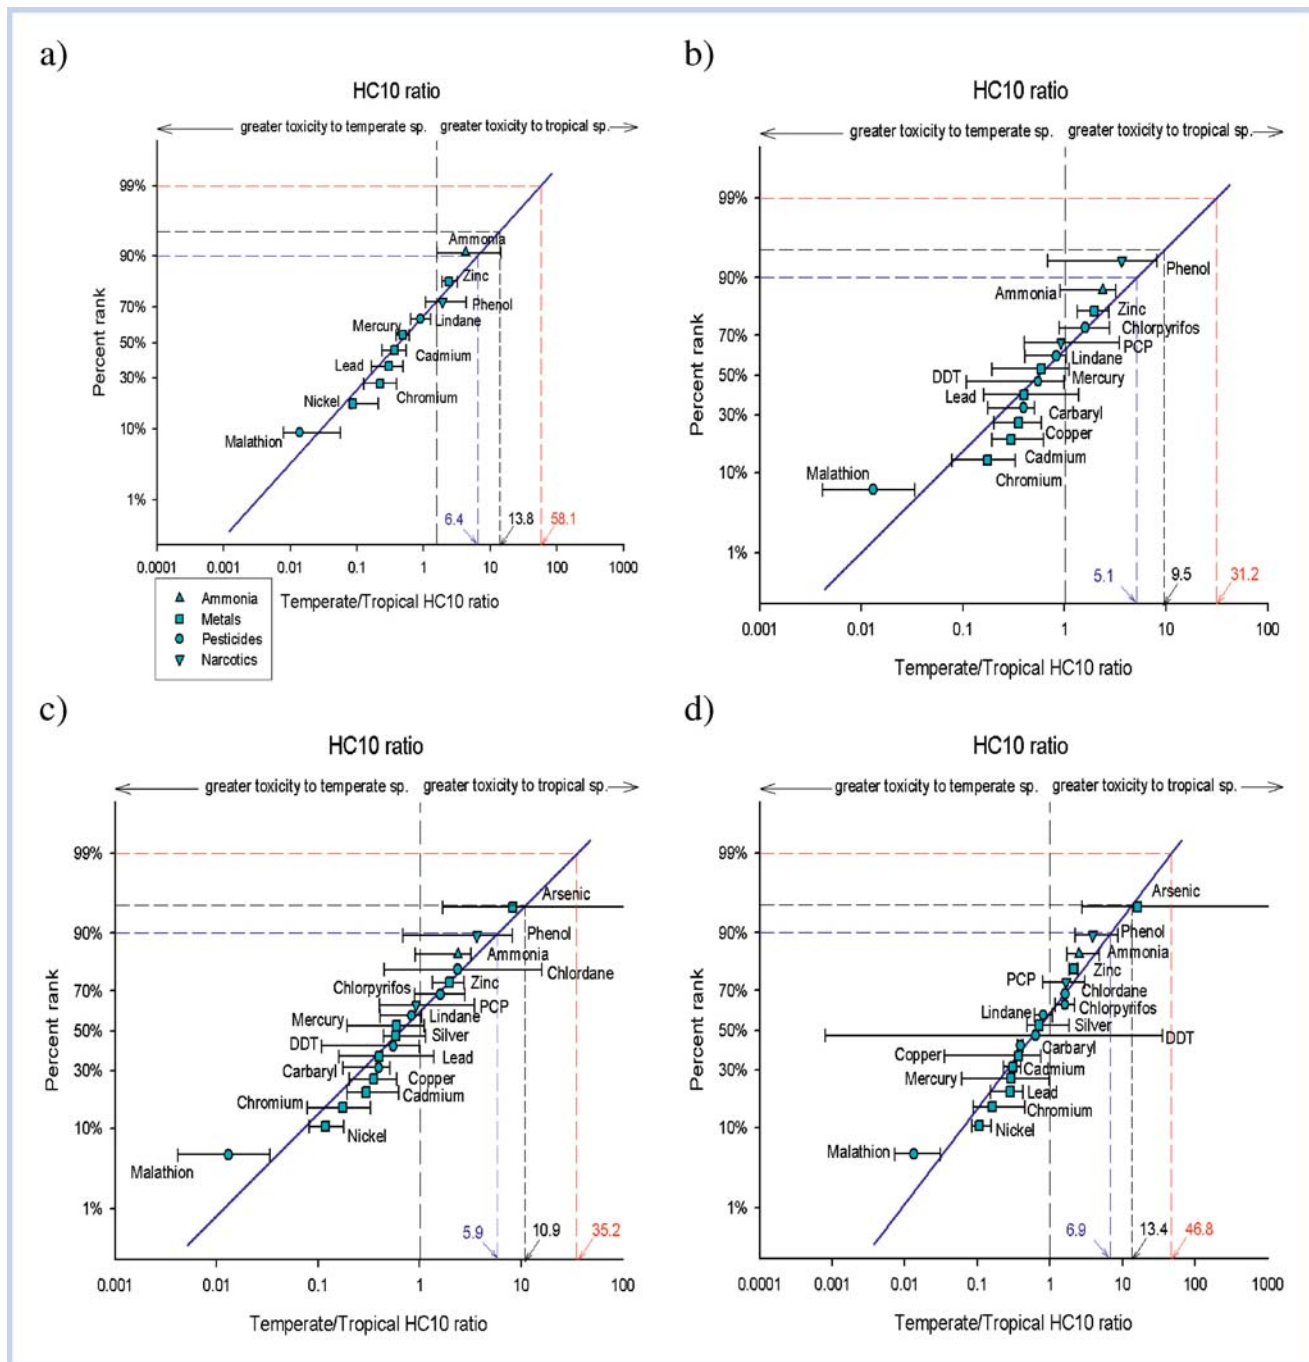 a)
HC10 ratio
greater toxicity to temperate sp. greater toxicity to tropical sp.
99%
90%
70%
50%
30%
10%
1%
Percent rank
Ammonia
Zinc
Phenol
Lindane
Mercury
Cadmium
Lead
Chromium
Nickel
Malathion
6.4 13.8 58.1
0.0001 0.001 0.01 0.1 1 10 100 1000
Temperate/Tropical HC10 ratio
Ammonia
Metals
Pesticides
Narcotics
b)
HC10 ratio
greater toxicity to temperate sp. greater toxicity to tropical sp.
99%
90%
70%
50%
30%
10%
1%
Percent rank
Phenol
Ammonia
Zinc
Chlorpyrifos
PCP
Lindane
DDT Mercury
Lead
Carbaryl
Copper
Cadmium
Malathion
Chromium
5.1 9.5 31.2
0.001 0.01 0.1 1 10 100
Temperate/Tropical HC10 ratio
c)
HC10 ratio
greater toxicity to temperate sp. greater toxicity to tropical sp.
99%
90%
70%
50%
30%
10%
1%
Percent rank
Arsenic
Phenol
Ammonia
Chlordane
Chlorpyrifos Zinc
PCP
Lindane
Mercury
Silver
DDT
Lead
Carbaryl
Copper
Cadmium
Chromium
Nickel
Malathion
5.9 10.9 35.2
0.001 0.01 0.1 1 10 100
Temperate/Tropical HC10 ratio
d)
HC10 ratio
greater toxicity to temperate sp. greater toxicity to tropical sp.
99%
90%
70%
50%
30%
10%
1%
Percent rank
Arsenic
Phenol
Ammonia
Zinc
PCP
Chlordane
Chlorpyrifos
Lindane
Silver
DDT
Carbaryl
Copper
Cadmium
Mercury
Lead
Chromium
Nickel
Malathion
6.9 13.4 46.8
0.0001 0.001 0.01 0.1 1 10 100 1000
Temperate/Tropical HC10 ratio